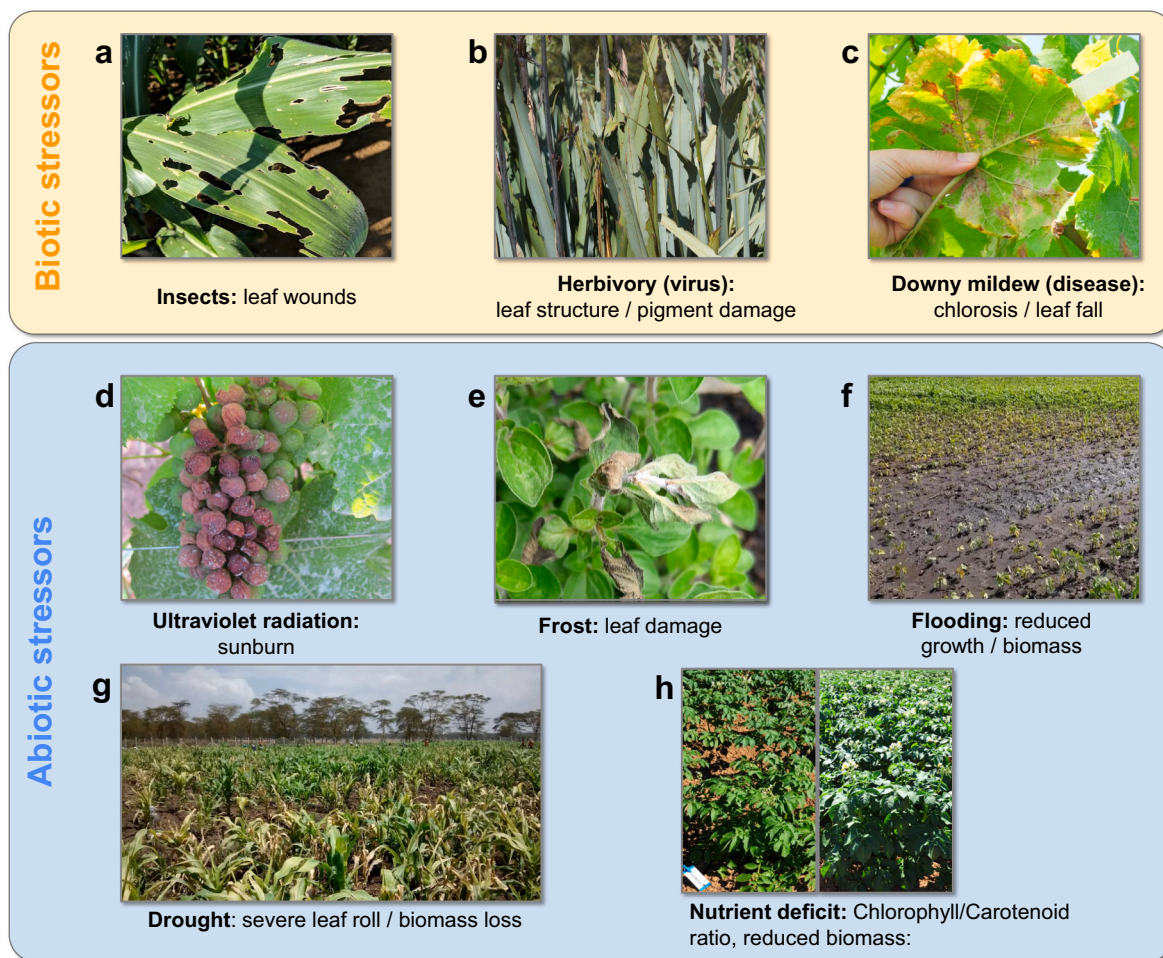 Biotic stressors
a
b
c
Insects: leaf wounds
Herbivory (virus):
leaf structure / pigment damage
Downy mildew (disease):
chlorosis / leaf fall
Abiotic stressors
d
e
f
Ultraviolet radiation:
sunburn
Frost: leaf damage
Flooding: reduced
growth / biomass
g
h
Drought: severe leaf roll / biomass loss
Nutrient deficit: Chlorophyll/Carotenoid
ratio, reduced biomass: